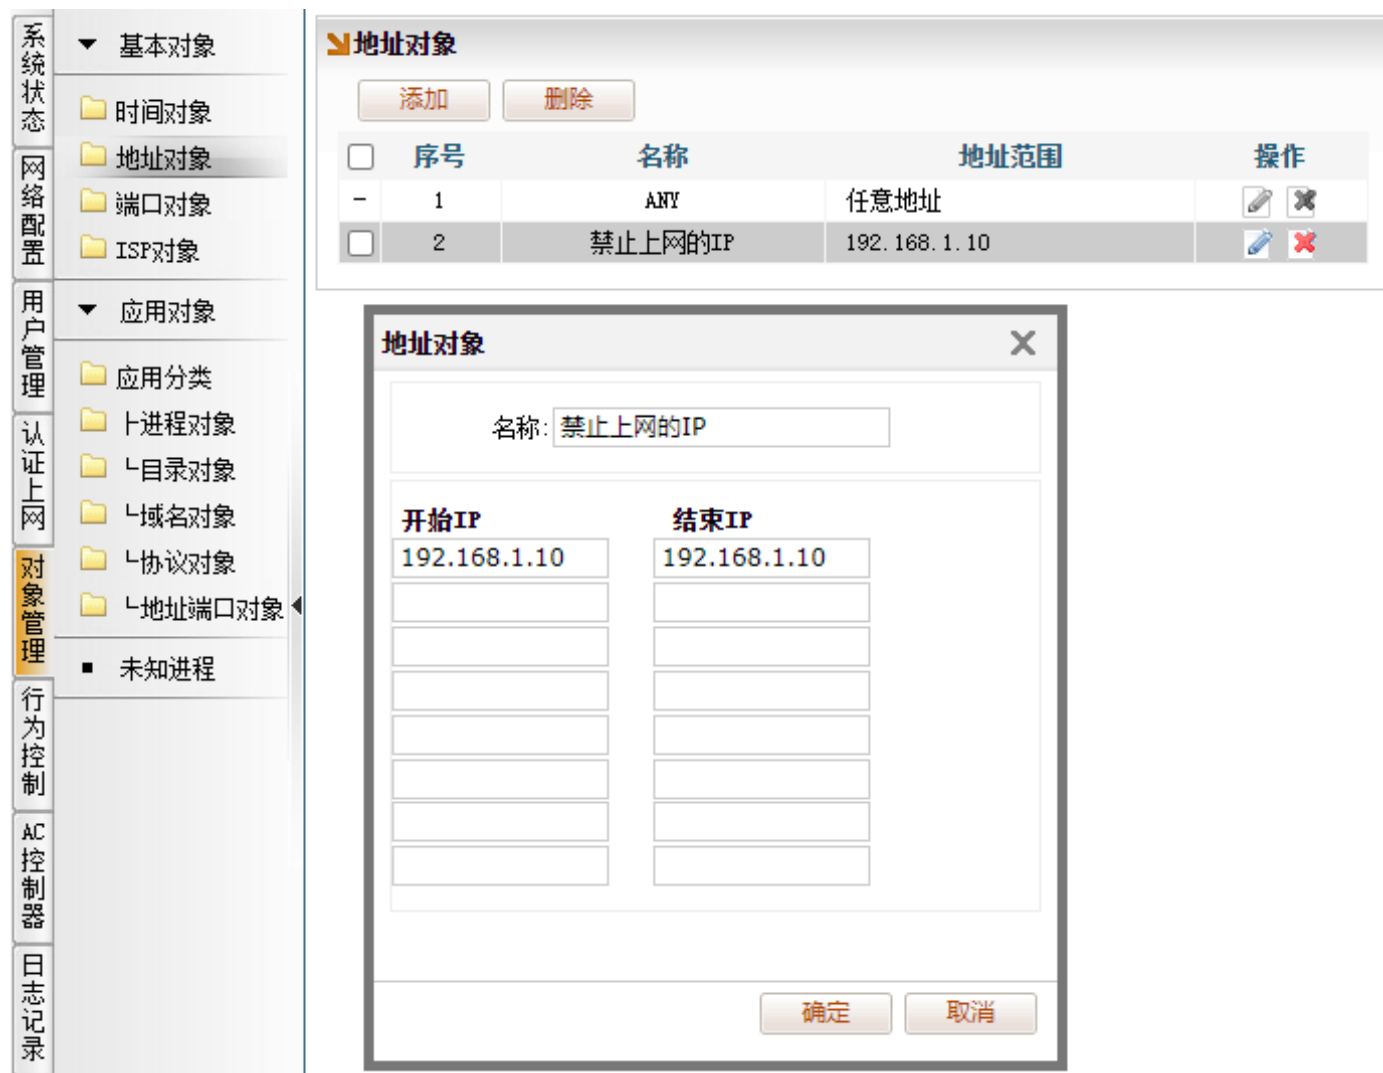 系统状态
网络配置
用户管理
认证上网
对象管理
行为控制
AC控制器
日志记录
基本对象
时间对象
地址对象
端口对象
ISP对象
应用对象
应用分类
├进程对象
└目录对象
└域名对象
└协议对象
└地址端口对象
未知进程
地址对象
添加 删除
序号 名称 地址范围 操作
- 1 ANY 任意地址
2 禁止上网的IP 192.168.1.10
地址对象
名称: 禁止上网的IP
开始IP 结束IP
192.168.1.10 192.168.1.10
确定 取消